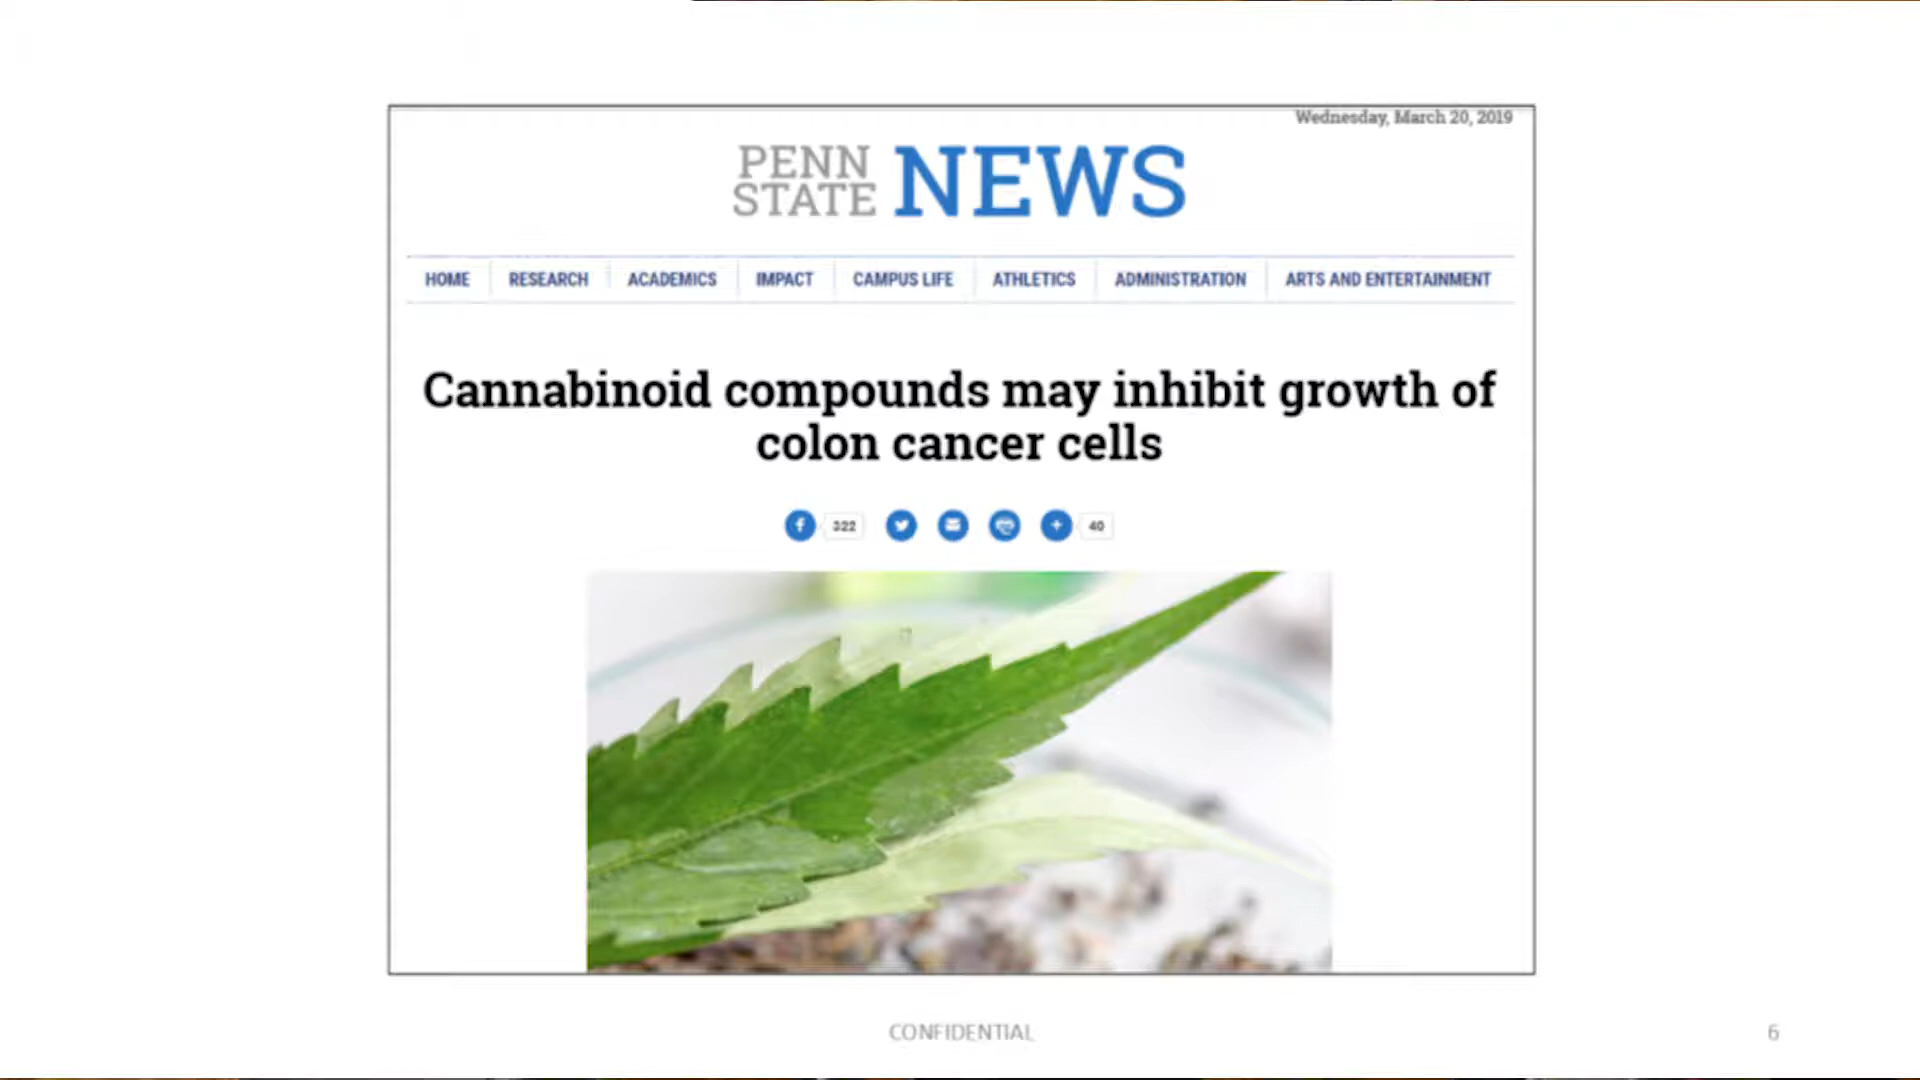 Wednesday, March 20, 2019
PENN
STATE
NEWS
HOME
RESEARCH
ACADEMICS
IMPACT
CAMPUS LIFE
ATHLETICS
ADMINISTRATION
ARTS AND ENTERTAINMENT
Cannabinoid compounds may inhibit growth of
colon cancer cells
322
40
CONFIDENTIAL
6